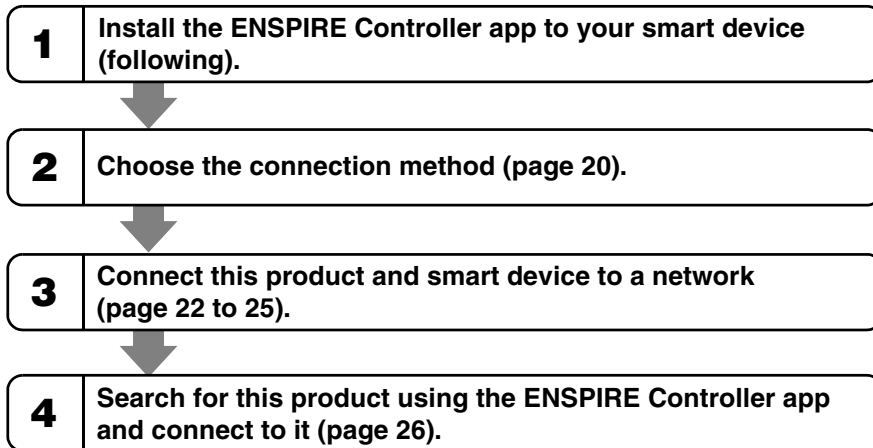 1
Install the ENSPIRE Controller app to your smart device
(following).
2
Choose the connection method (page 20).
3
Connect this product and smart device to a network
(page 22 to 25).
4
Search for this product using the ENSPIRE Controller app
and connect to it (page 26).